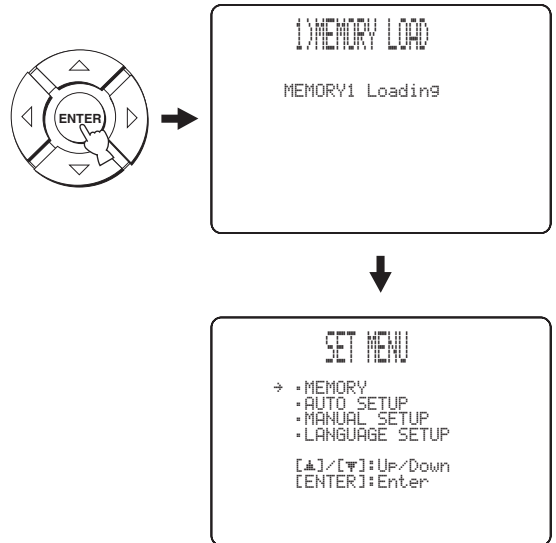 1)MEMORY LOAD
MEMORY1 Loading
ENTER
SET MENU
→ ·MEMORY
·AUTO SETUP
·MANUAL SETUP
·LANGUAGE SETUP
[▲]/[▼]:Up/Down
[ENTER]:Enter